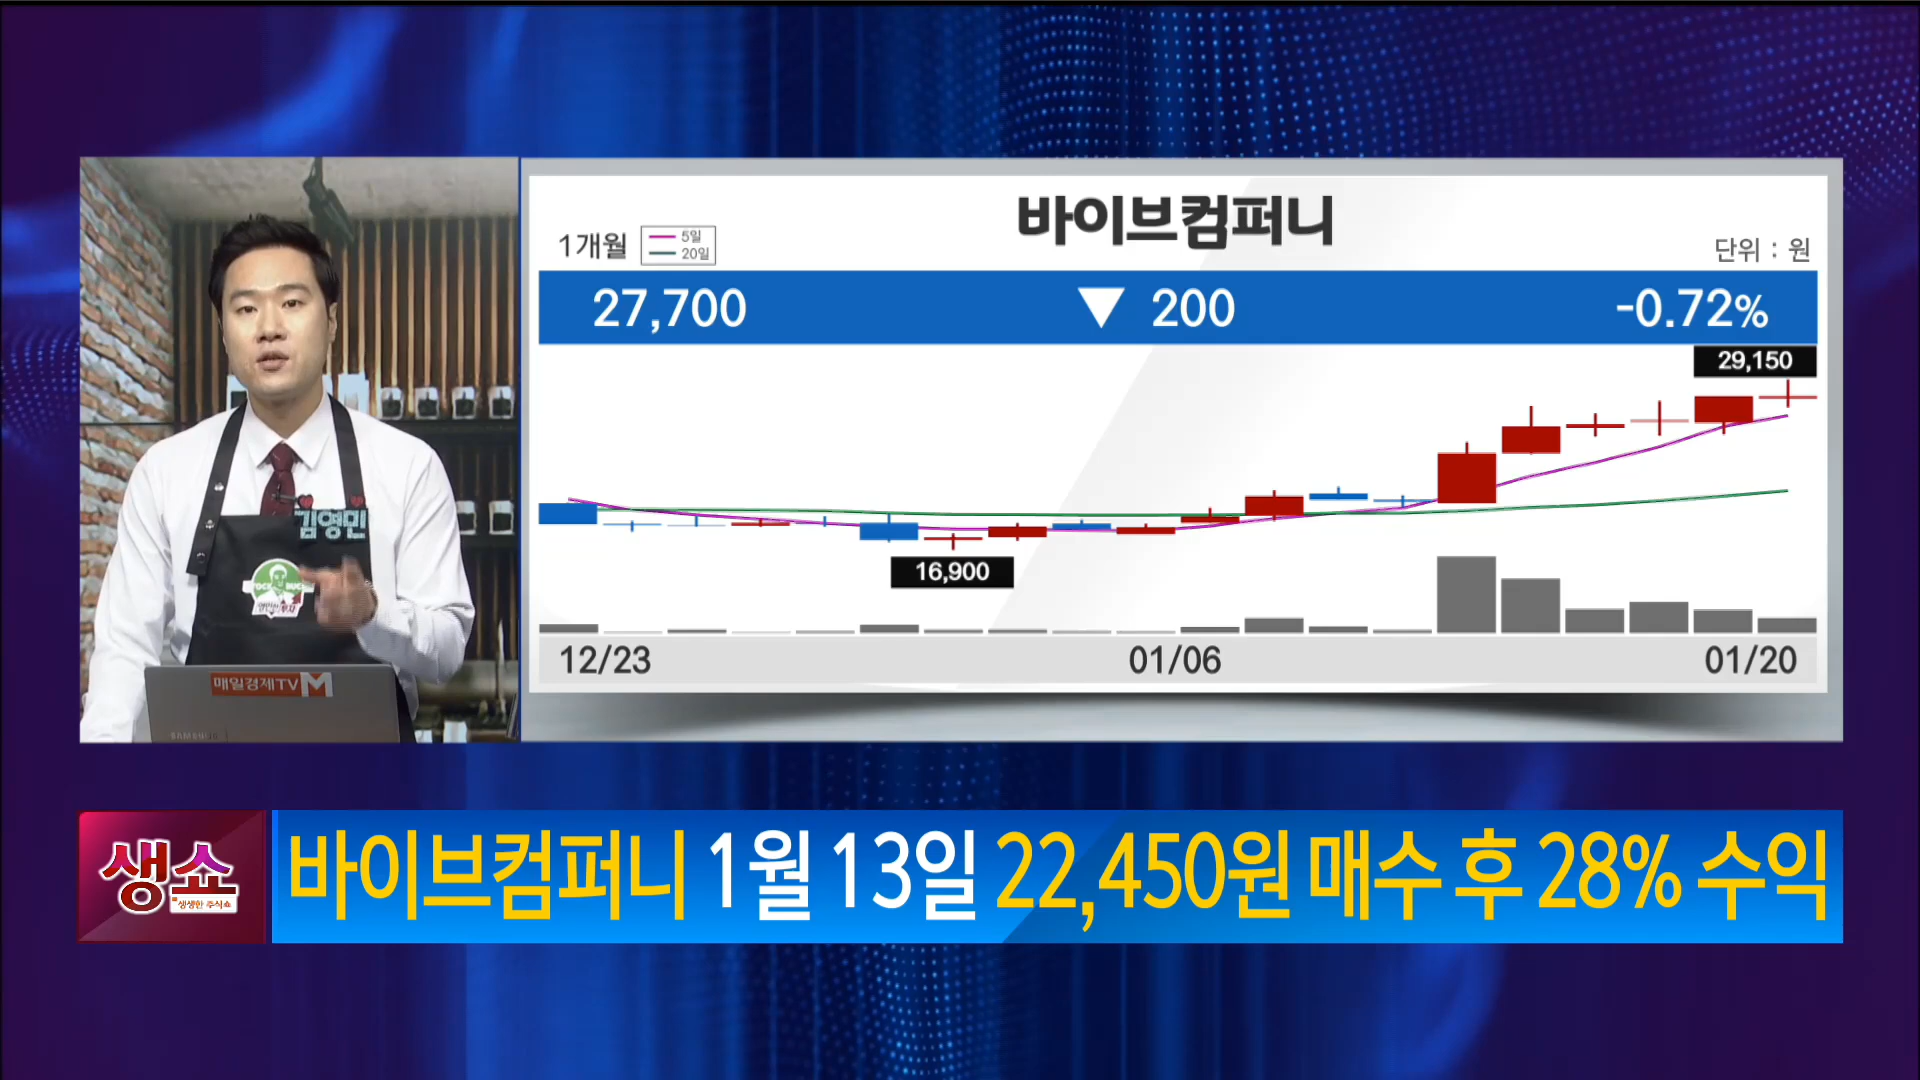 바이브컴퍼니
1개월
5일
20일
단위 : 원
27,700 ▼ 200 -0.72%
29,150
16,900
12/23 01/06 01/20
김영민
매일경제TV M
SAMSUNG
생쇼
생생한 주식쇼
바이브컴퍼니 1월 13일 22,450원 매수 후 28% 수익